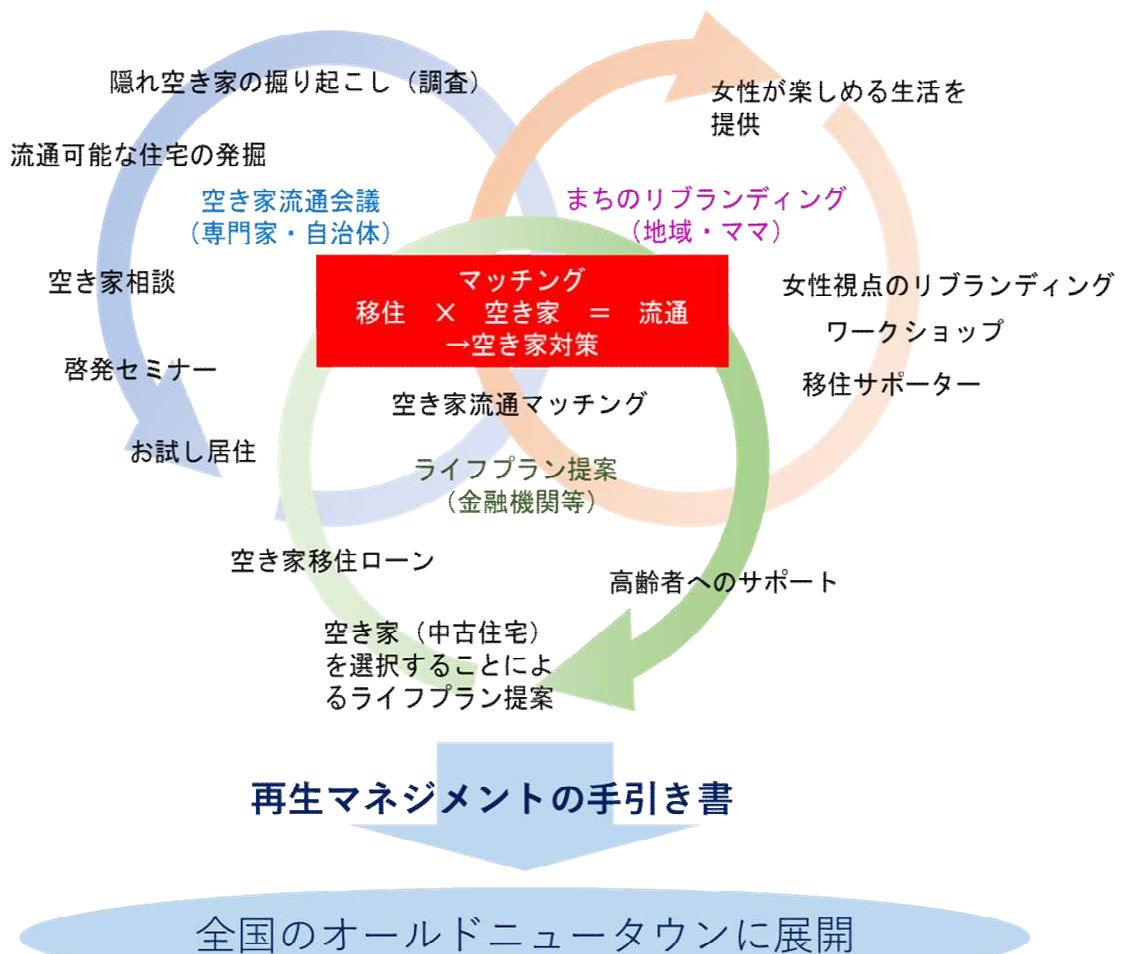 隠れ空き家の掘り起こし（調査）
流通可能な住宅の発掘
空き家流通会議
（専門家・自治体）
空き家相談
啓発セミナー
お試し居住
女性が楽しめる生活を
提供
まちのリブランディング
（地域・ママ）
女性視点のリブランディング
ワークショップ
移住サポーター
マッチング
移住　×　空き家　＝　流通
→空き家対策
空き家流通マッチング
ライフプラン提案
（金融機関等）
空き家移住ローン
高齢者へのサポート
空き家（中古住宅）
を選択することによ
るライフプラン提案
再生マネジメントの手引き書
全国のオールドニュータウンに展開